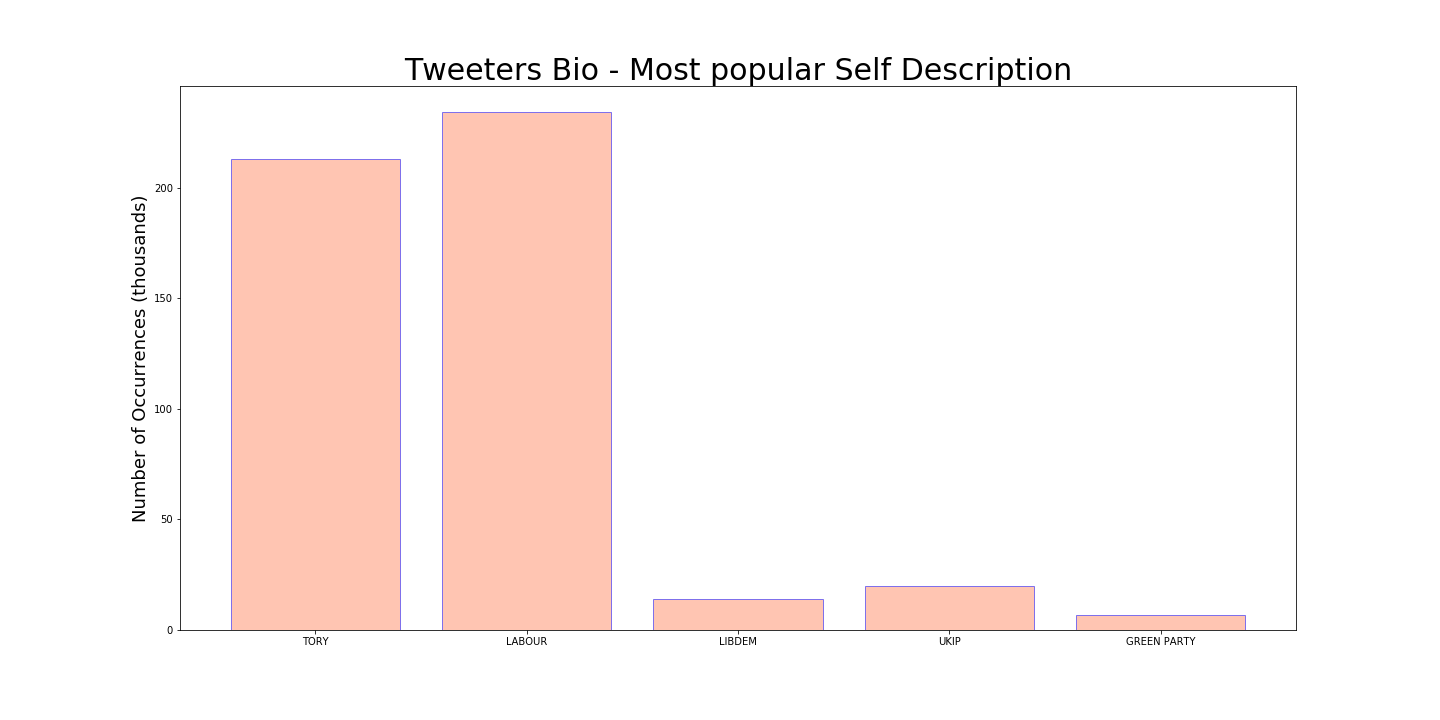 Tweeters Bio - Most popular Self Description
Number of Occurrences (thousands)
200
150
100
50
0
TORY
LABOUR
LIBDEM
UKIP
GREEN PARTY